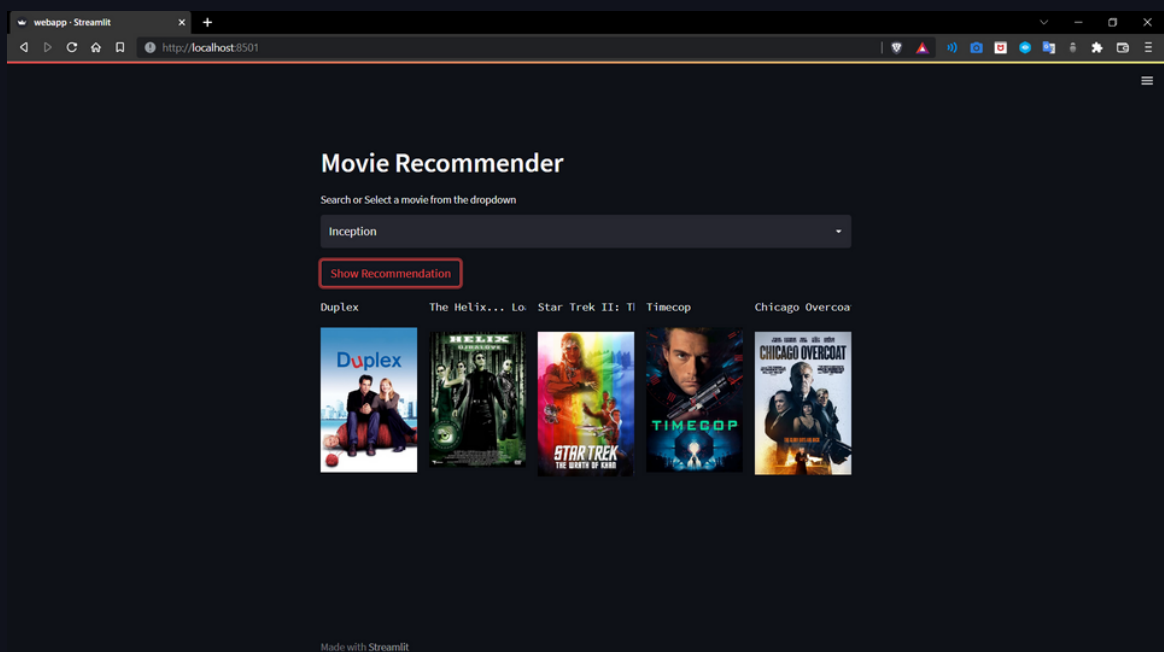 webapp · Streamlit
http://localhost:8501
Movie Recommender
Search or Select a movie from the dropdown
Inception
Show Recommendation
Duplex The Helix... Lo Star Trek II: Timecop Chicago Overcoa
Duplex
HELIX
STAR TREK
THE WRATH OF KHAN
TIMECOP
CHICAGO OVERCOAT
Made with Streamlit